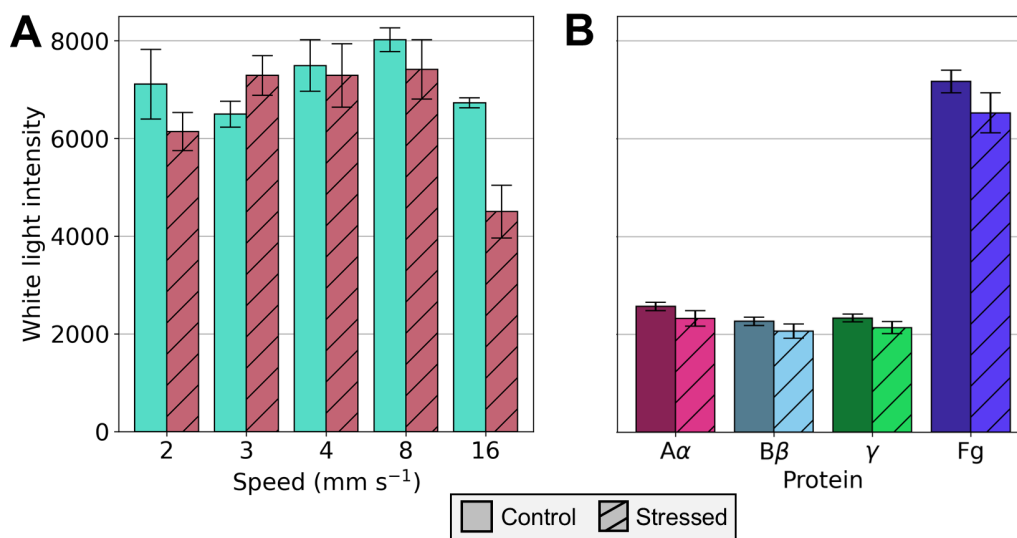 A
B
White light intensity
8000
6000
4000
2000
0
2 3 4 8 16
Speed (mm s⁻¹)
Aα Bβ γ Fg
Protein
Control Stressed